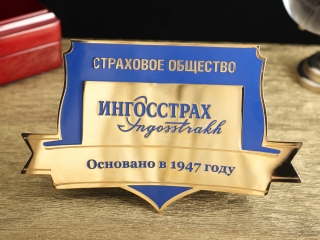 СТРАХОВОЕ ОБЩЕСТВО
ИНГОССТРАХ
Ingosstrakh
Основано в 1947 году